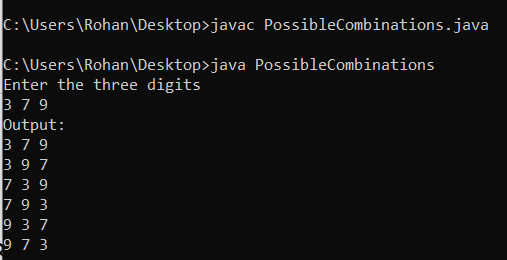 C:\Users\Rohan\Desktop>javac PossibleCombinations.java
C:\Users\Rohan\Desktop>java PossibleCombinations
Enter the three digits
3 7 9
Output:
3 7 9
3 9 7
7 3 9
7 9 3
9 3 7
9 7 3